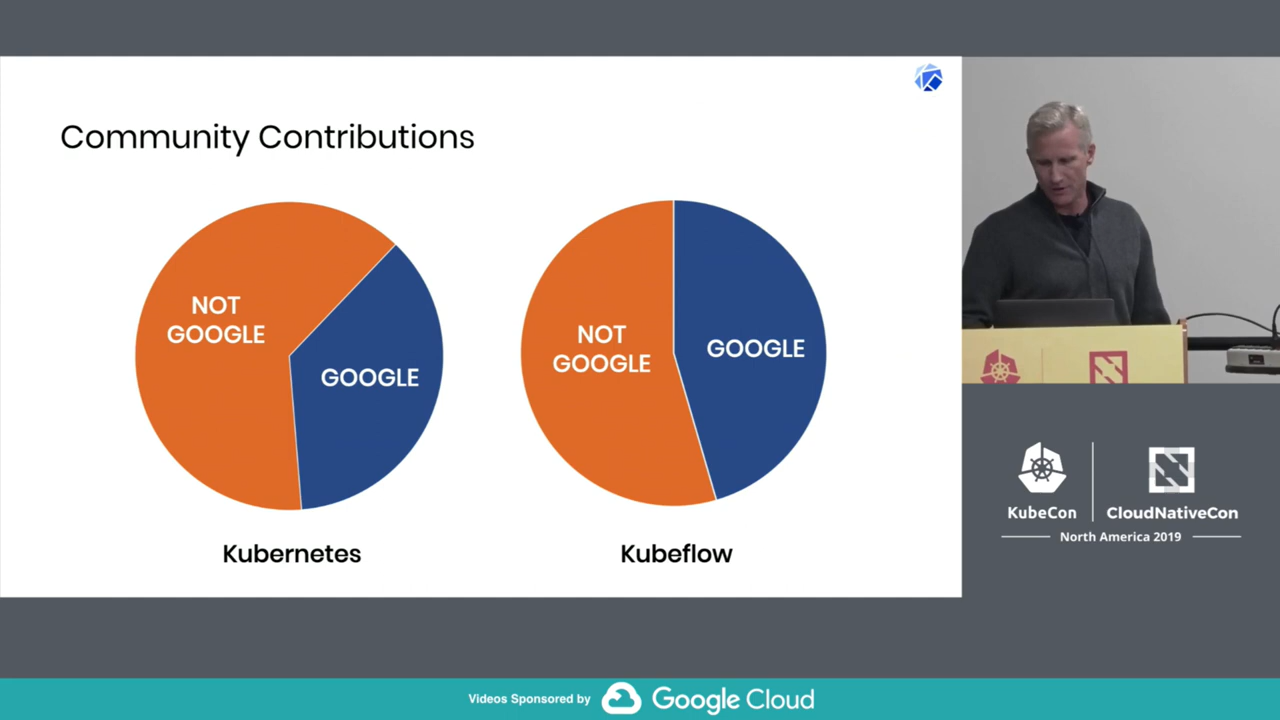 Community Contributions
NOT
GOOGLE
GOOGLE
Kubernetes
NOT
GOOGLE
GOOGLE
Kubeflow
KubeCon
CloudNativeCon
North America 2019
Videos Sponsored by
Google Cloud